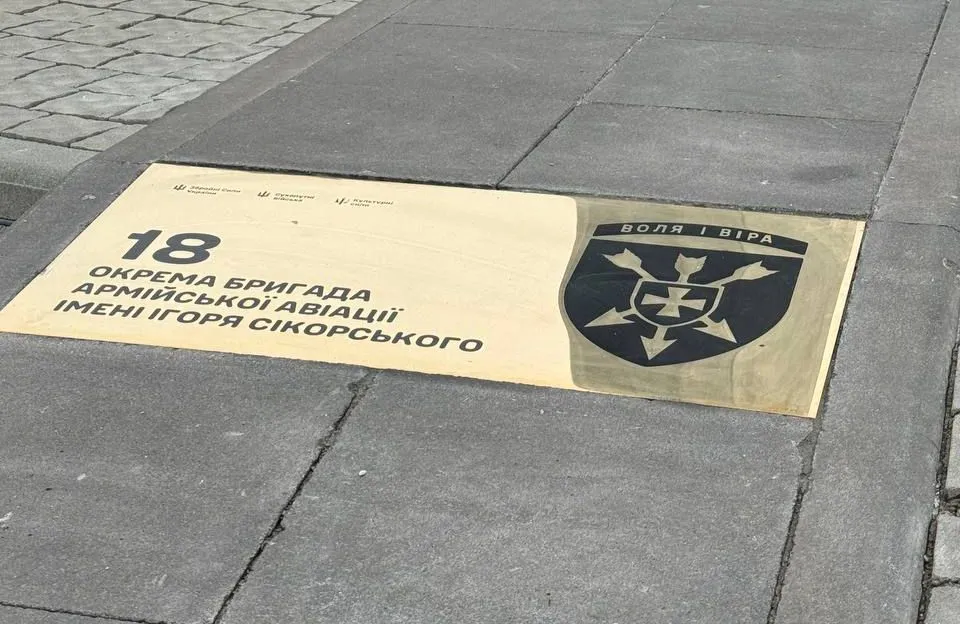 Збройні Сили
України
Сухопутні
війська
Культурні
сили
18
ОКРЕМА БРИГАДА
АРМІЙСЬКОЇ АВІАЦІЇ
ІМЕНІ ІГОРЯ СІКОРСЬКОГО
ВОЛЯ І ВІРА